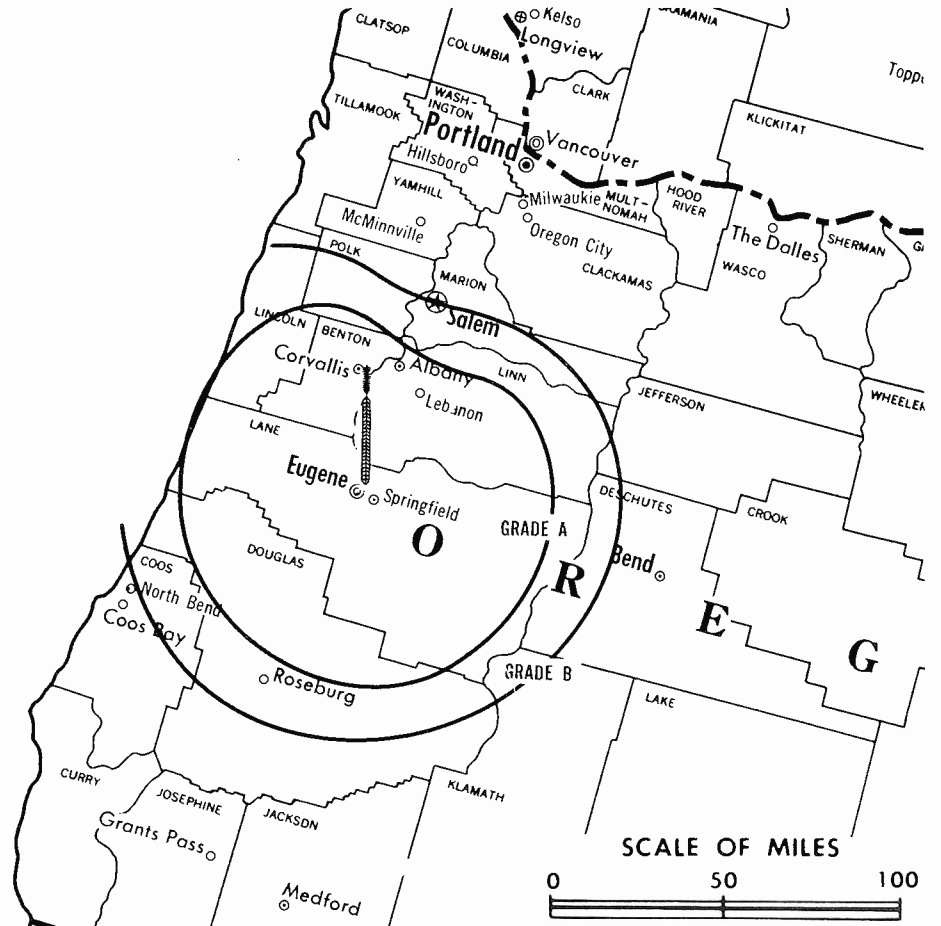 CLATSOP
Kelso
Longview
COLUMBIA
CLARK
TILLAMOOK
WASH-
INGTON
KLICKITAT
Portland
Vancouver
Hillsboro
YAMHILL
Milwaukie
MULT-
NOMAH
HOOD
RIVER
McMinnville
Oregon City
The Dalles
SHERMAN
POLK
CLACKAMAS
WASCO
MARION
LINCOLN
Salem
BENTON
Corvallis
Albany
LINN
Lebanon
JEFFERSON
WHEELER
LANE
Eugene
Springfield
DESCHUTES
CROOK
GRADE A
O
DOUGLAS
Bend
R
COOS
North Bend
Coos Bay
E
G
Roseburg
GRADE B
LAKE
CURRY
JOSEPHINE
JACKSON
KLAMATH
Grants Pass
Medford
SCALE OF MILES
0 50 100